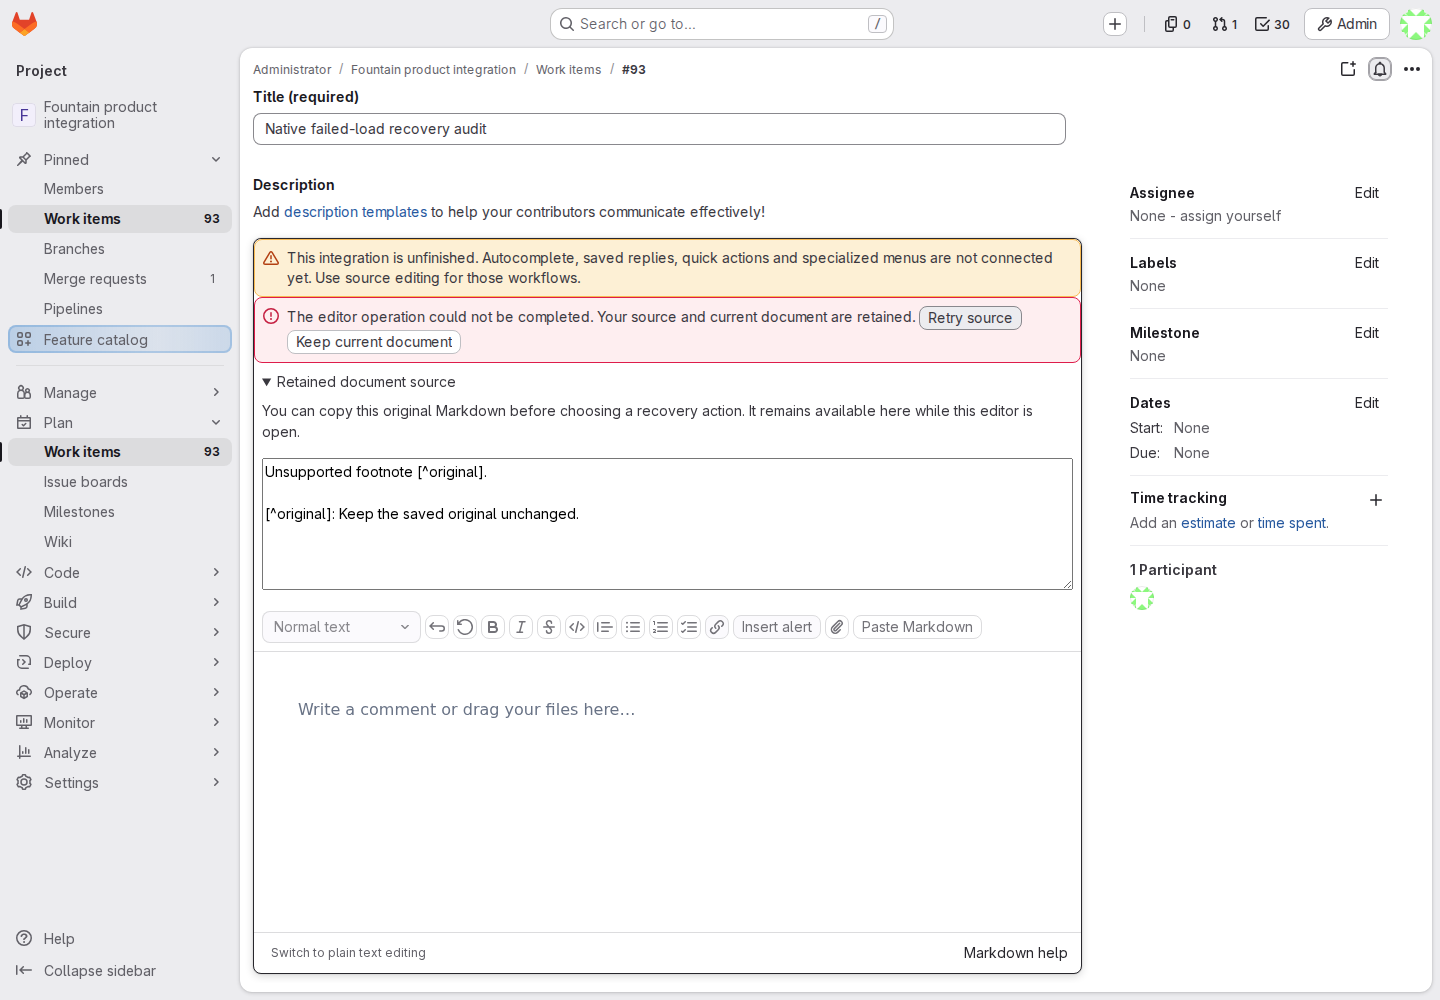 Search or go to...
/
0
1
30
Admin
Project
F
Fountain product
integration
Pinned
Members
Work items
93
Branches
Merge requests
1
Pipelines
Feature catalog
Manage
Plan
Work items
93
Issue boards
Milestones
Wiki
Code
Build
Secure
Deploy
Operate
Monitor
Analyze
Settings
Help
Collapse sidebar
Administrator / Fountain product integration / Work items / #93
Title (required)
Native failed-load recovery audit
Description
Add description templates to help your contributors communicate effectively!
This integration is unfinished. Autocomplete, saved replies, quick actions and specialized menus are not connected
yet. Use source editing for those workflows.
The editor operation could not be completed. Your source and current document are retained. Retry source
Keep current document
Retained document source
You can copy this original Markdown before choosing a recovery action. It remains available here while this editor is
open.
Unsupported footnote [^original].
[^original]: Keep the saved original unchanged.
Normal text
Insert alert
Paste Markdown
Write a comment or drag your files here…
Switch to plain text editing
Markdown help
Assignee
Edit
None - assign yourself
Labels
Edit
None
Milestone
Edit
None
Dates
Edit
Start: None
Due: None
Time tracking
Add an estimate or time spent.
1 Participant